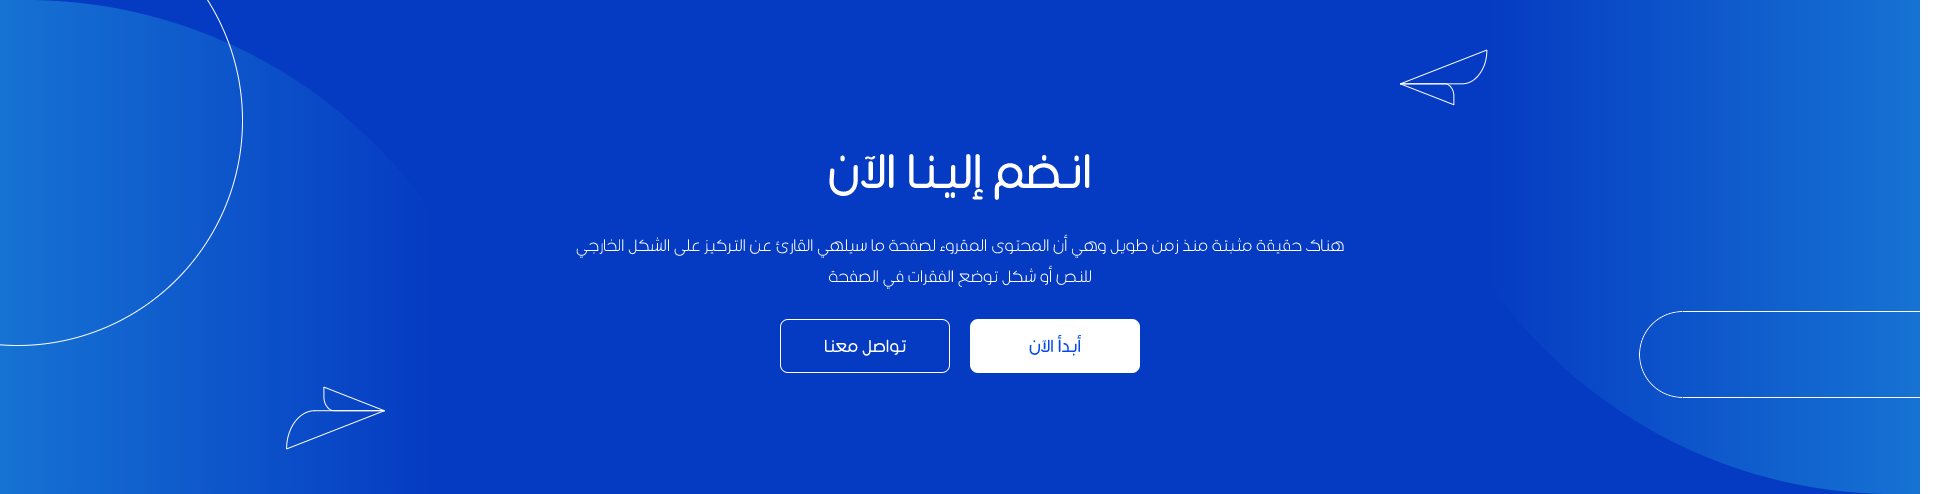 انضم إلينا الآن
هناك حقيقة مثبتة منذ زمن طويل وهي أن المحتوى المقروء لصفحة ما سيلهي القارئ عن التركيز على الشكل الخارجي
للنص أو شكل توضع الفقرات في الصفحة
أبدأ الآن
تواصل معنا